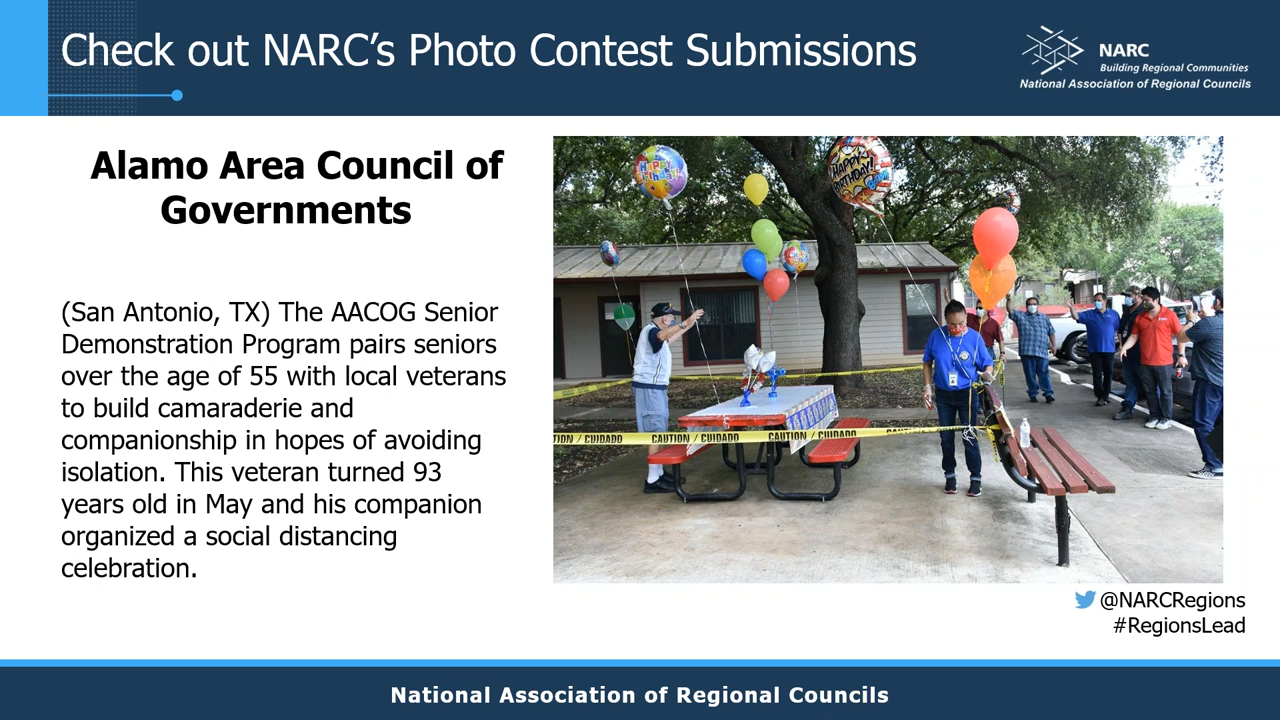 Check out NARC’s Photo Contest Submissions
NARC
Building Regional Communities
National Association of Regional Councils
Alamo Area Council of
Governments
(San Antonio, TX) The AACOG Senior
Demonstration Program pairs seniors
over the age of 55 with local veterans
to build camaraderie and
companionship in hopes of avoiding
isolation. This veteran turned 93
years old in May and his companion
organized a social distancing
celebration.
HAPPY Birthday!
HAPPY BIRTHDAY!
CAUTION / CUIDADO CAUTION / CUIDADO CAUTION / CUIDADO
@NARCRegions
#RegionsLead
National Association of Regional Councils